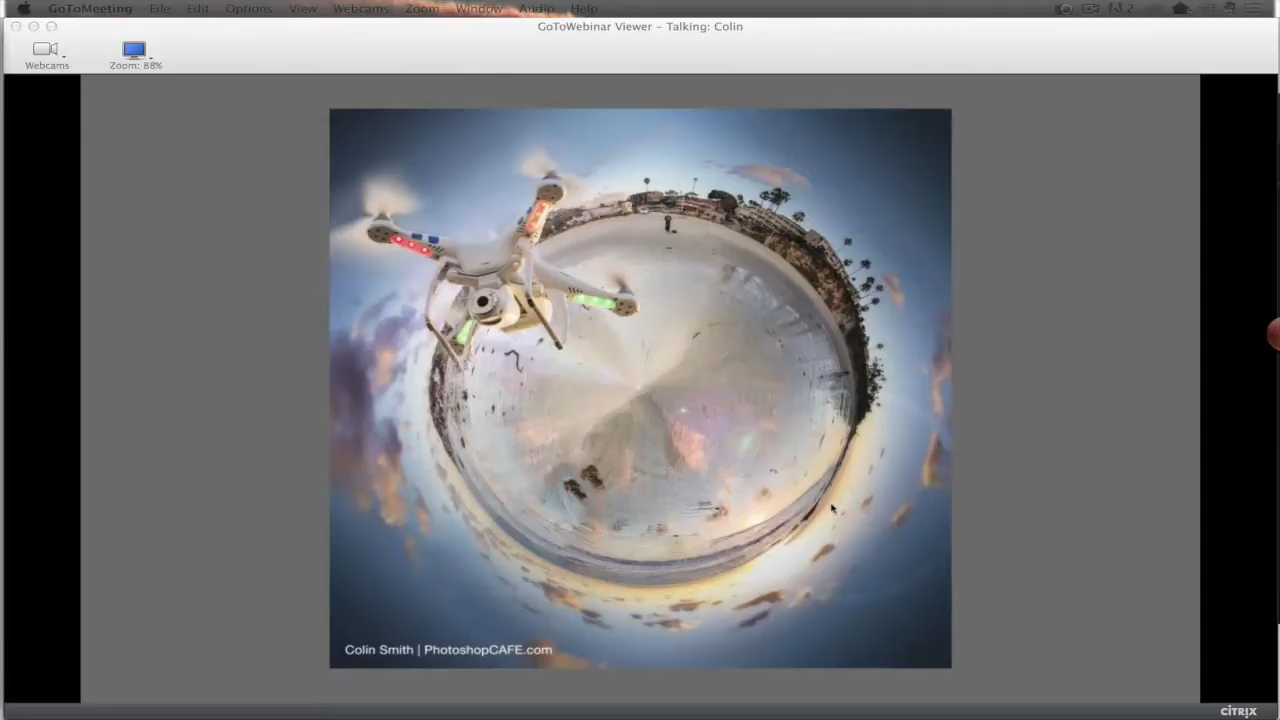 GoToMeeting File Edit Options View Webcams Zoom Window Audio Help
GoToWebinar Viewer – Talking: Colin
Webcams
Zoom: 88%
Colin Smith | PhotoshopCAFE.com
CITRIX